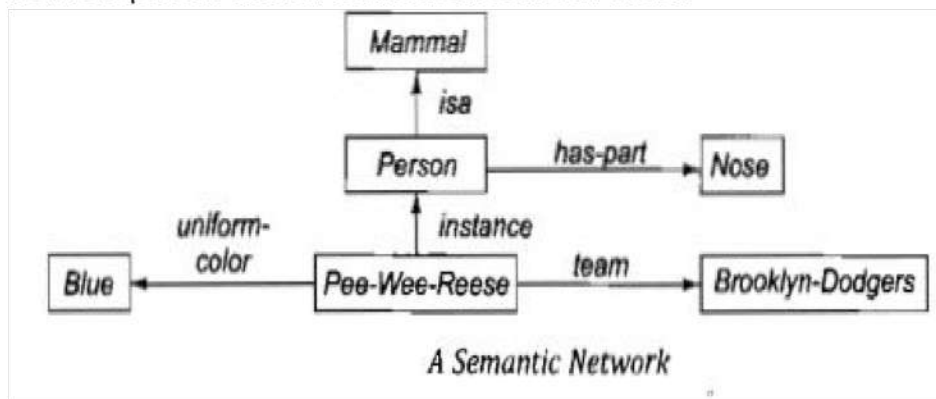 Mammal
isa
Person
has-part
Nose
uniform-
color
instance
Blue
Pee-Wee-Reese
team
Brooklyn-Dodgers
A Semantic Network